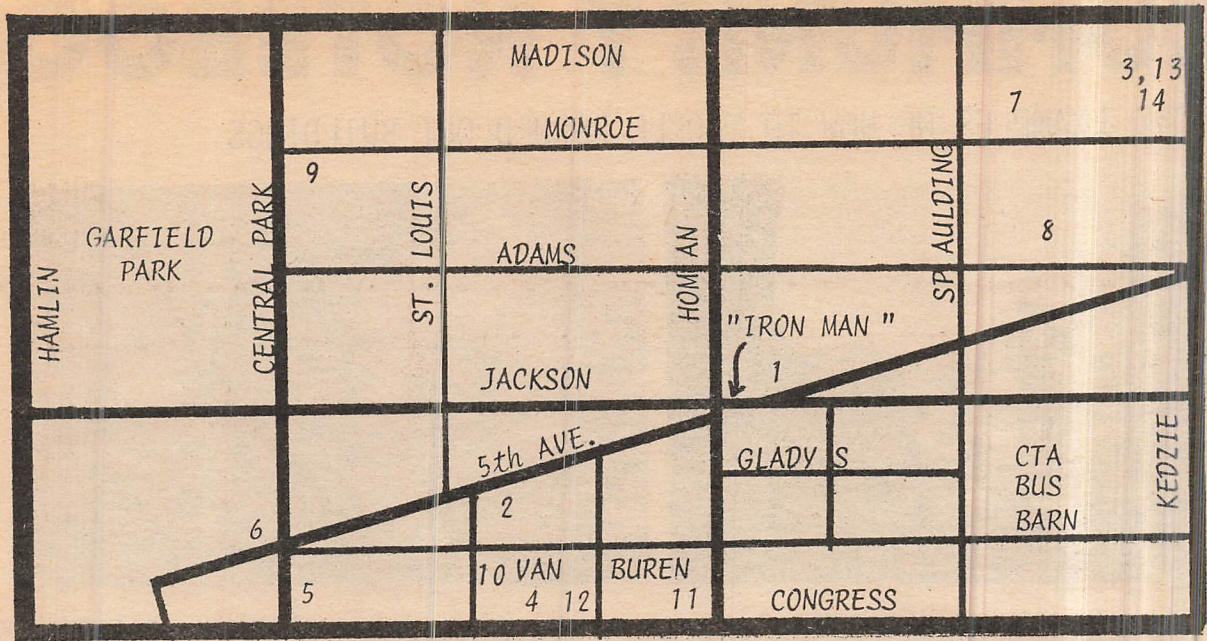 MADISON
3, 13
14
7
MONROE
9
GARFIELD
PARK
HAMLIN
CENTRAL PARK
ST. LOUIS
ADAMS
HOMAN
SPAULDING
8
"IRON MAN"
1
JACKSON
5th AVE.
2
GLADYS
CTA
BUS
BARN
KEDZIE
6
5
10 VAN BUREN
4 12
11
CONGRESS